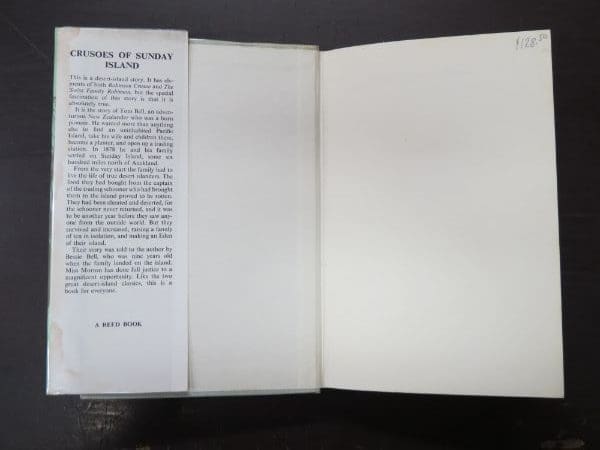 CRUSOES OF SUNDAY
ISLAND
This is a desert-island story. It has ele-
ments of both Robinson Crusoe and The
Swiss Family Robinson, but the special
fascination of this story is that it is
absolutely true.
It is the story of Tom Bell, an adven-
turous New Zealander who was a born
pioneer. He wanted more than anything
else to find an uninhabited Pacific
Island, take his wife and children there,
become a planter, and open up a trading
station. In 1878 he and his family
settled on Sunday Island, some six
hundred miles north of Auckland.
From the very start the family had to
live the life of true desert islanders. The
food they had bought from the captain
of the trading schooner who had brought
them to the island proved to be rotten.
They had been cheated and deserted, for
the schooner never returned, and it was
to be another year before they saw any-
one from the outside world. But they
survived and increased, raising a family
of ten in isolation, and making an Eden
of their island.
Their story was told to the author by
Bessie Bell, who was nine years old
when the family landed on the island.
Miss Morton has done full justice to a
magnificent opportunity. Like the two
great desert-island classics, this is a
book for everyone.
A REED BOOK
$128.50